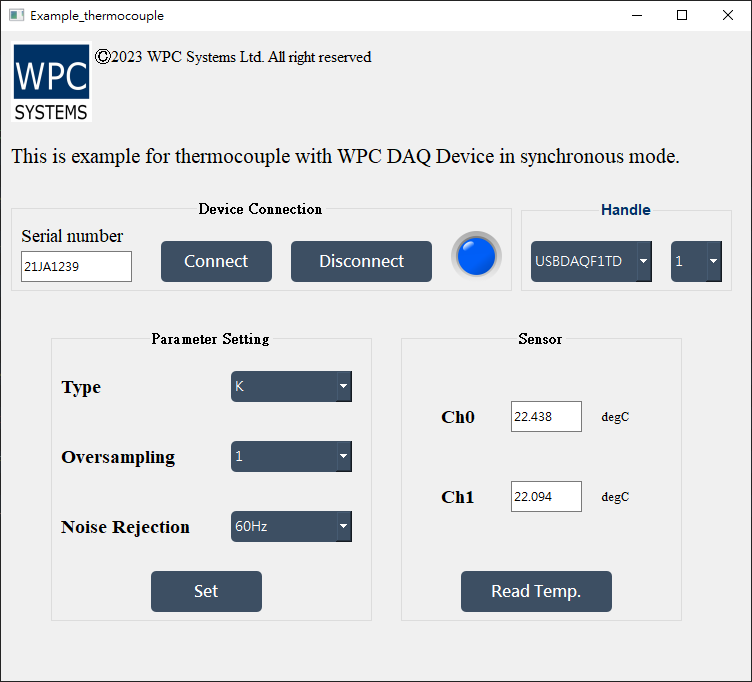 Example_thermocouple
WPC
SYSTEMS
©2023 WPC Systems Ltd. All right reserved
This is example for thermocouple with WPC DAQ Device in synchronous mode.
Device Connection
Serial number
21JA1239
Connect
Disconnect
Handle
USBDAQF1TD
1
Parameter Setting
Type
K
Oversampling
1
Noise Rejection
60Hz
Set
Sensor
Ch0
22.438
degC
Ch1
22.094
degC
Read Temp.